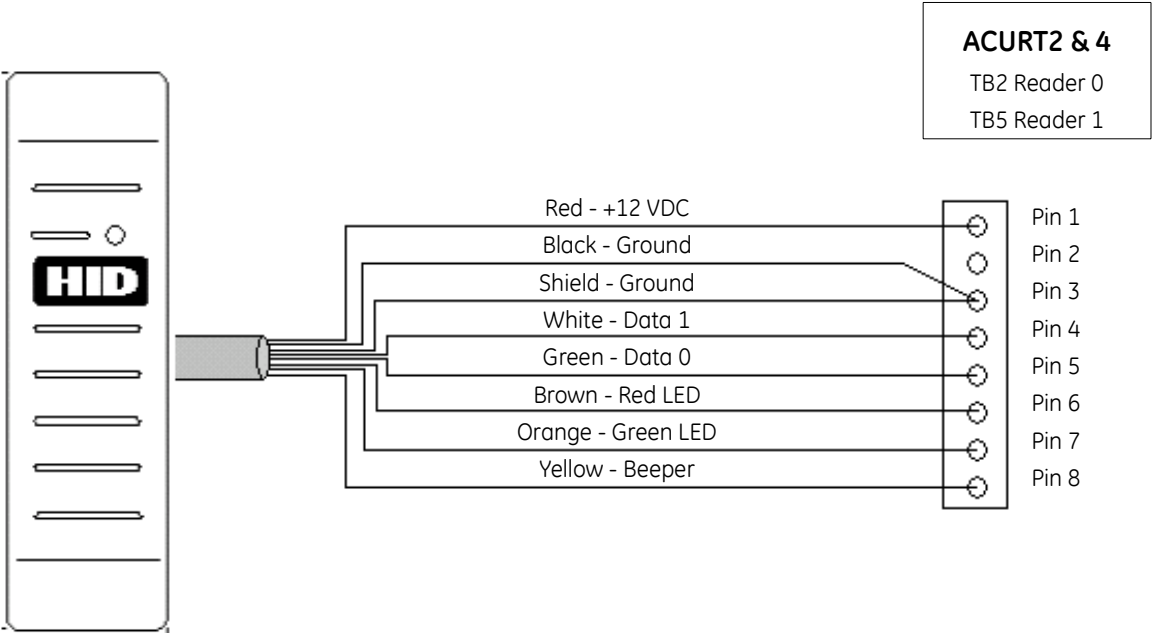 ACURT2 & 4
TB2 Reader 0
TB5 Reader 1
Red - +12 VDC
Pin 1
Black - Ground
Pin 2
Shield - Ground
Pin 3
White - Data 1
Pin 4
Green - Data 0
Pin 5
Brown - Red LED
Pin 6
Orange - Green LED
Pin 7
Yellow - Beeper
Pin 8
HID